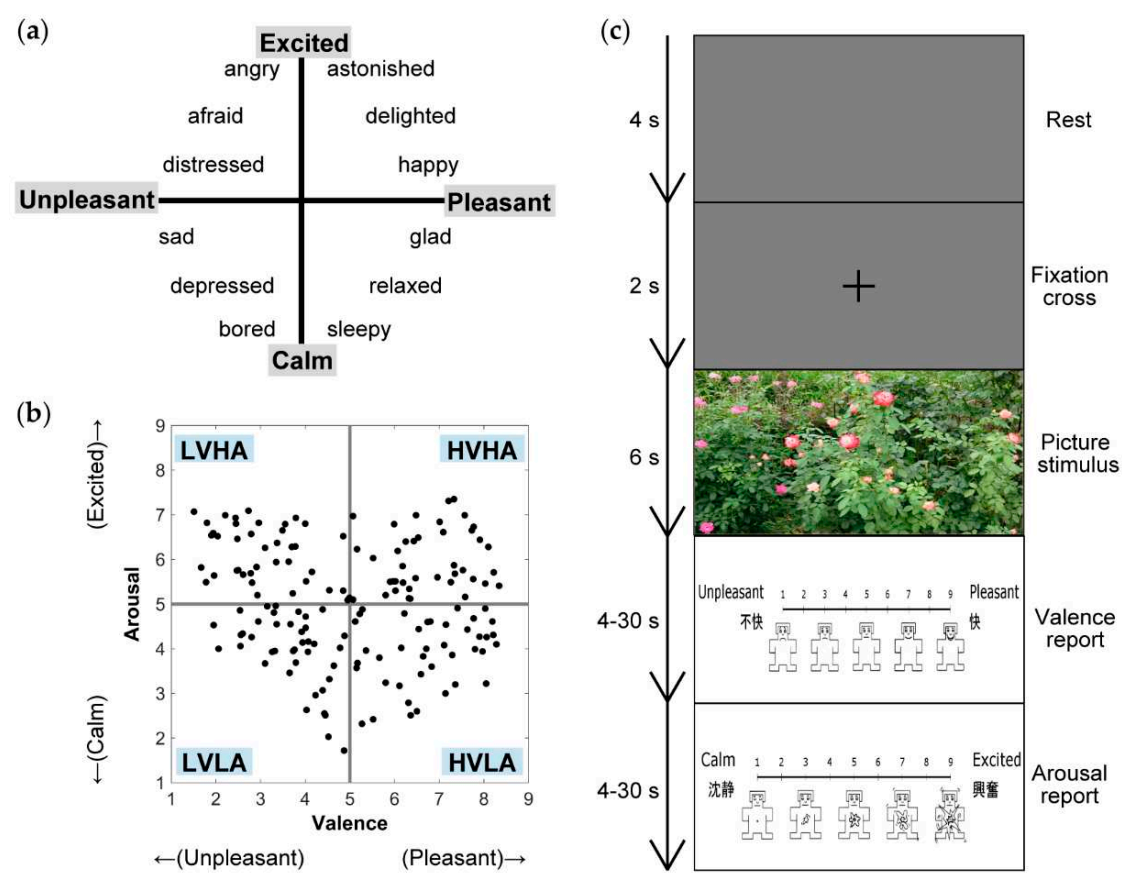 (a)
Excited
angry astonished
afraid delighted
distressed happy
Unpleasant Pleasant
sad glad
depressed relaxed
bored sleepy
Calm
(b)
(Excited)→
Arousal
←(Calm)
9
8
7
6
5
4
3
2
1
LVHA HVHA
LVLA HVLA
1 2 3 4 5 6 7 8 9
Valence
←(Unpleasant) (Pleasant)→
(c)
4 s Rest
2 s Fixation
cross
6 s Picture
stimulus
4-30 s Valence
report
Unpleasant 1 2 3 4 5 6 7 8 9 Pleasant
不快 快
4-30 s Arousal
report
Calm 1 2 3 4 5 6 7 8 9 Excited
沈静 興奮